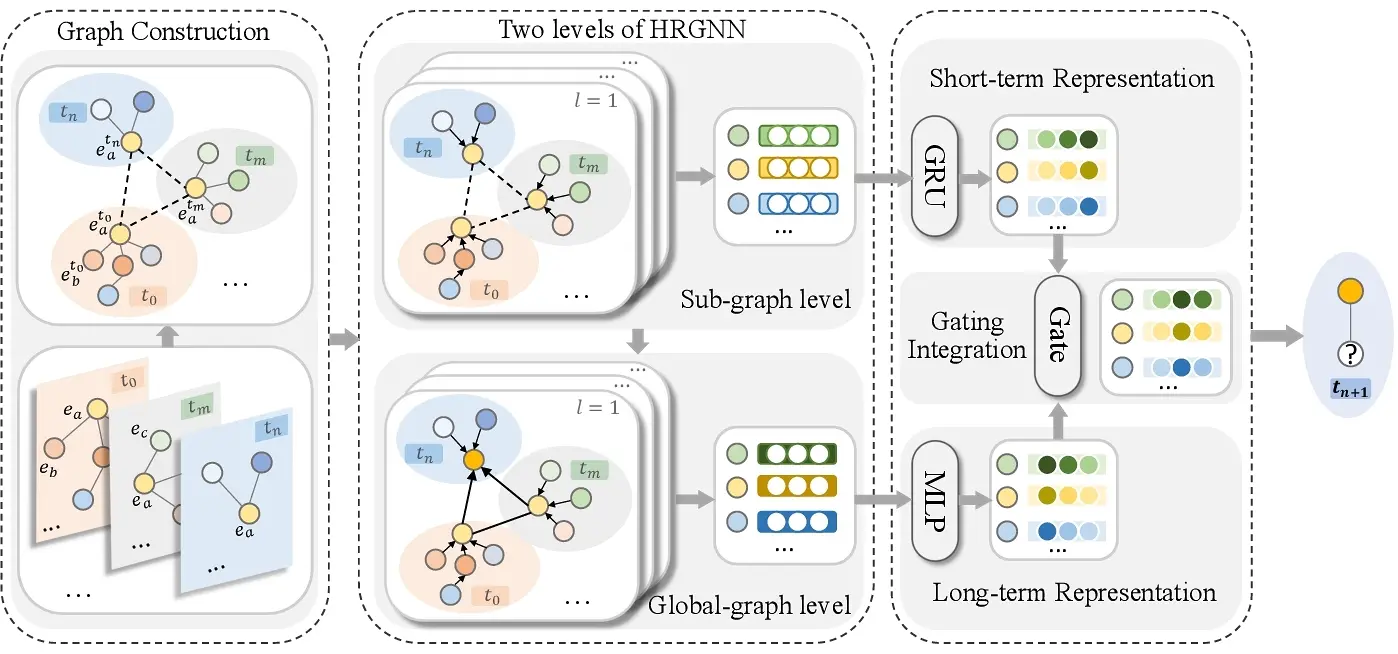 Graph Construction
t_n
e_a^{t_n}
t_m
e_a^{t_m}
e_a^{t_0}
e_b^{t_0}
t_0
...
t_0
e_a
e_b
...
t_m
e_c
e_a
...
t_n
e_a
...
...
Two levels of HRGNN
...
...
l = 1
t_n
t_m
t_0
...
...
Sub-graph level
...
...
l = 1
t_n
t_m
t_0
...
...
Global-graph level
Short-term Representation
GRU
...
Gating
Integration
Gate
...
MLP
...
Long-term Representation
?
t_{n+1}